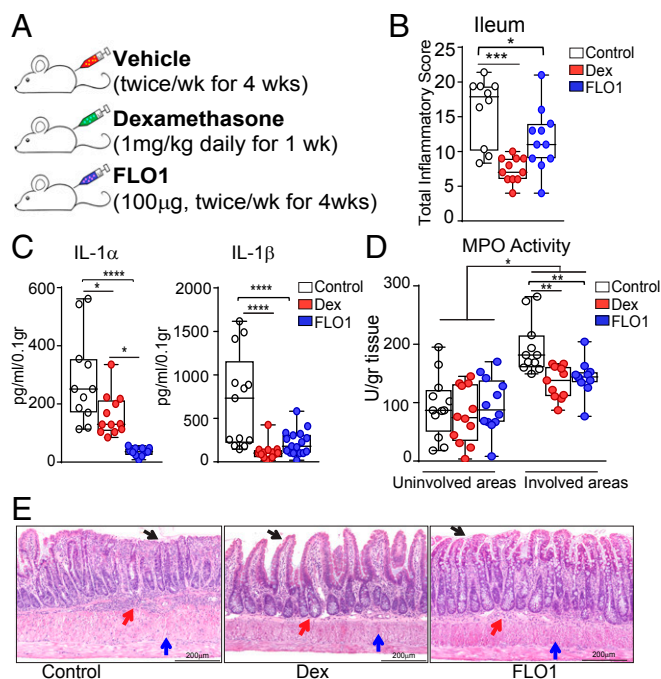 A
Vehicle
(twice/wk for 4 wks)
Dexamethasone
(1mg/kg daily for 1 wk)
FLO1
(100μg, twice/wk for 4wks)
B
Ileum
Total Inflammatory Score
25
20
15
10
5
0
***
*
Control
Dex
FLO1
C
IL-1α
pg/ml/0.1gr
600
400
200
0
****
*
*
IL-1β
pg/ml/0.1gr
2000
1500
1000
500
0
****
****
Control
Dex
FLO1
D
MPO Activity
U/gr tissue
300
200
100
0
*
**
**
Control
Dex
FLO1
Uninvolved areas
Involved areas
E
200μm
200μm
200μm
Control
Dex
FLO1